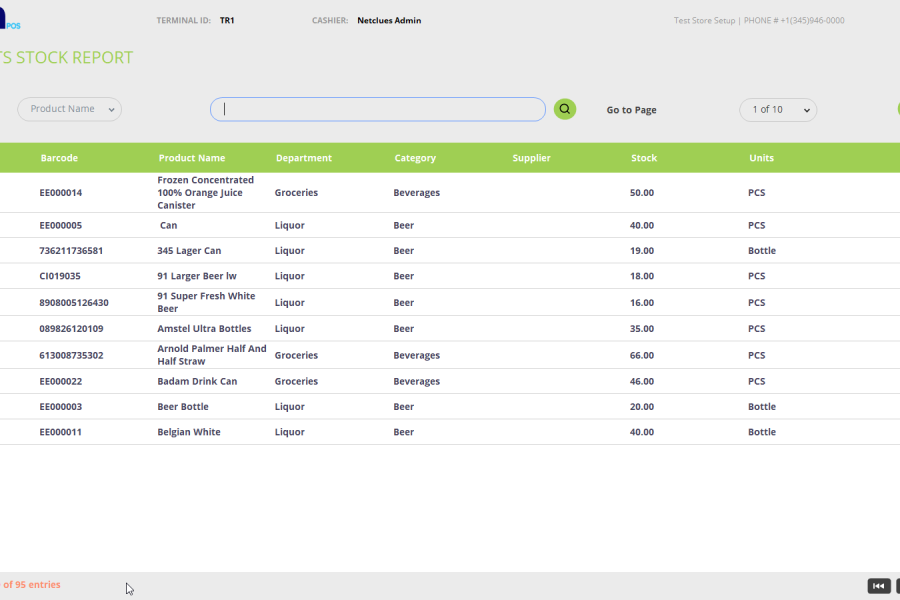 POS TERMINAL ID: TR1 CASHIER: Netclues Admin Test Store Setup | PHONE # +1(345)946-0000
STOCK REPORT
Product Name Go to Page 1 of 10
Barcode Product Name Department Category Supplier Stock Units
EE000014 Frozen Concentrated 100% Orange Juice Canister Groceries Beverages 50.00 PCS
EE000005 Can Liquor Beer 40.00 PCS
736211736581 345 Lager Can Liquor Beer 19.00 Bottle
CI019035 91 Larger Beer lw Liquor Beer 18.00 PCS
8908005126430 91 Super Fresh White Beer Liquor Beer 16.00 PCS
089826120109 Amstel Ultra Bottles Liquor Beer 35.00 PCS
613008735302 Arnold Palmer Half And Half Straw Groceries Beverages 66.00 PCS
EE000022 Badam Drink Can Groceries Beverages 46.00 PCS
EE000003 Beer Bottle Liquor Beer 20.00 Bottle
EE000011 Belgian White Liquor Beer 40.00 Bottle
of 95 entries